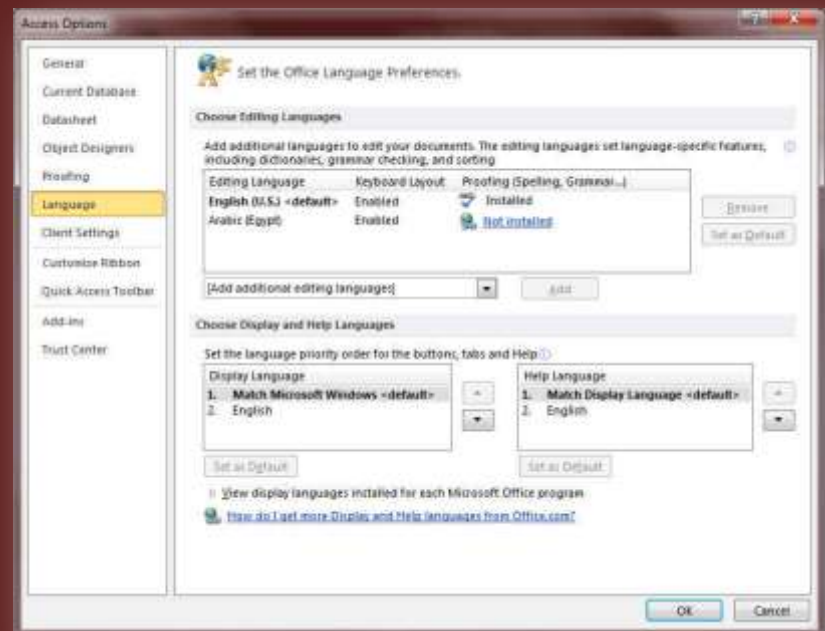 Access Options
General
Current Database
Datasheet
Object Designers
Proofing
Language
Client Settings
Customize Ribbon
Quick Access Toolbar
Add-ins
Trust Center
Set the Office Language Preferences.
Choose Editing Languages
Add additional languages to edit your documents. The editing languages set language-specific features,
including dictionaries, grammar checking, and sorting
Editing Language Keyboard Layout Proofing (Spelling, Grammar...)
English (U.S.) <default> Enabled Installed
Arabic (Egypt) Enabled Not installed
Remove
Set as Default
[Add additional editing languages]
Add
Choose Display and Help Languages
Set the language priority order for the buttons, tabs and Help
Display Language
1. Match Microsoft Windows <default>
2. English
Set as Default
Help Language
1. Match Display Language <default>
2. English
Set as Default
View display languages installed for each Microsoft Office program
How do I get more Display and Help languages from Office.com?
OK Cancel